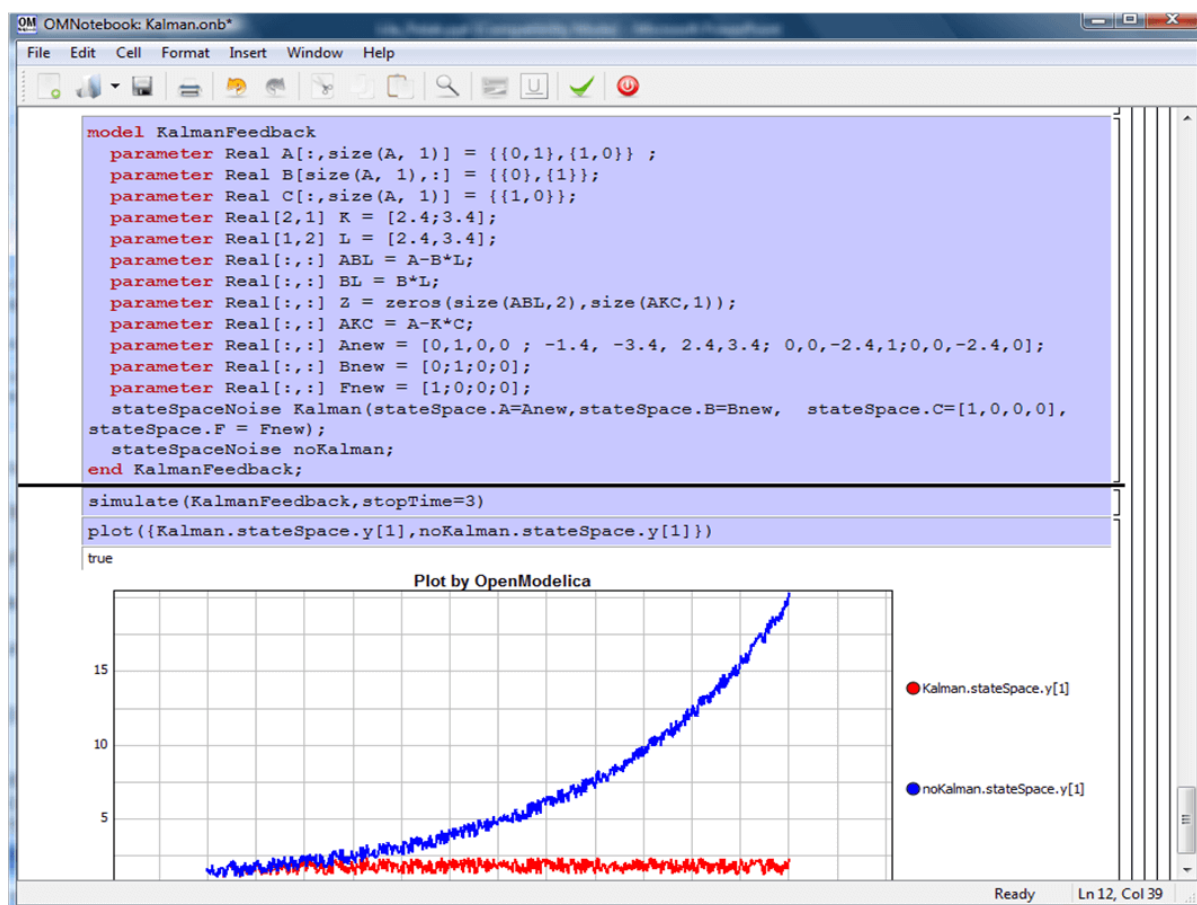 OMNotebook: Kalman.onb*
File Edit Cell Format Insert Window Help
model KalmanFeedback
parameter Real A[:,size(A, 1)] = {{0,1},{1,0}} ;
parameter Real B[size(A, 1),:] = {{0},{1}};
parameter Real C[:,size(A, 1)] = {{1,0}};
parameter Real[2,1] K = [2.4;3.4];
parameter Real[1,2] L = [2.4,3.4];
parameter Real[:,:] ABL = A-B*L;
parameter Real[:,:] BL = B*L;
parameter Real[:,:] Z = zeros(size(ABL,2),size(AKC,1));
parameter Real[:,:] AKC = A-K*C;
parameter Real[:,:] Anew = [0,1,0,0 ; -1.4, -3.4, 2.4,3.4; 0,0,-2.4,1;0,0,-2.4,0];
parameter Real[:,:] Bnew = [0;1;0;0];
parameter Real[:,:] Fnew = [1;0;0;0];
stateSpaceNoise Kalman(stateSpace.A=Anew,stateSpace.B=Bnew, stateSpace.C=[1,0,0,0],
stateSpace.F = Fnew);
stateSpaceNoise noKalman;
end KalmanFeedback;
simulate(KalmanFeedback,stopTime=3)
plot({Kalman.stateSpace.y[1],noKalman.stateSpace.y[1]})
true
Plot by OpenModelica
15
10
5
Kalman.stateSpace.y[1]
noKalman.stateSpace.y[1]
Ready Ln 12, Col 39